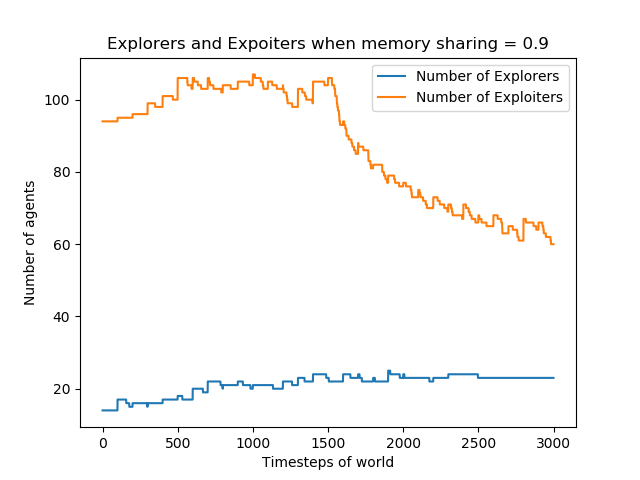 Explorers and Expoiters when memory sharing = 0.9
Number of Explorers
Number of Exploiters
Number of agents
100
80
60
40
20
0 500 1000 1500 2000 2500 3000
Timesteps of world